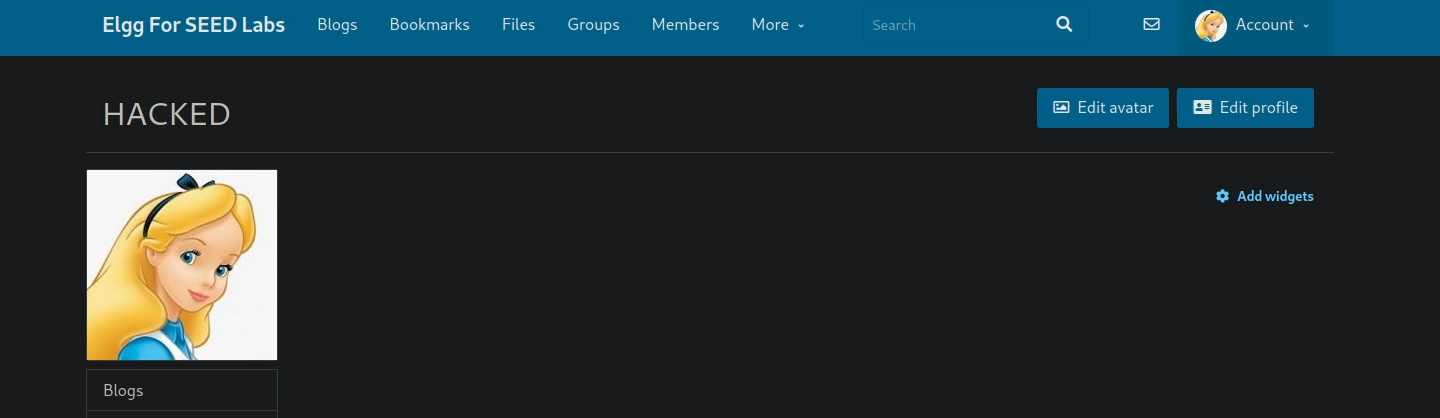 Elgg For SEED Labs Blogs Bookmarks Files Groups Members More Search Account
HACKED Edit avatar Edit profile
Add widgets
Blogs